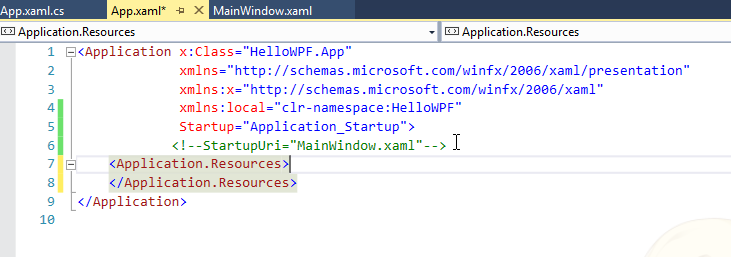 App.xaml.cs App.xaml* MainWindow.xaml
Application.Resources Application.Resources
1 <Application x:Class="HelloWPF.App"
2 xmlns="http://schemas.microsoft.com/winfx/2006/xaml/presentation"
3 xmlns:x="http://schemas.microsoft.com/winfx/2006/xaml"
4 xmlns:local="clr-namespace:HelloWPF"
5 Startup="Application_Startup">
6 <!--StartupUri="MainWindow.xaml"-->
7 <Application.Resources>
8 </Application.Resources>
9 </Application>
10